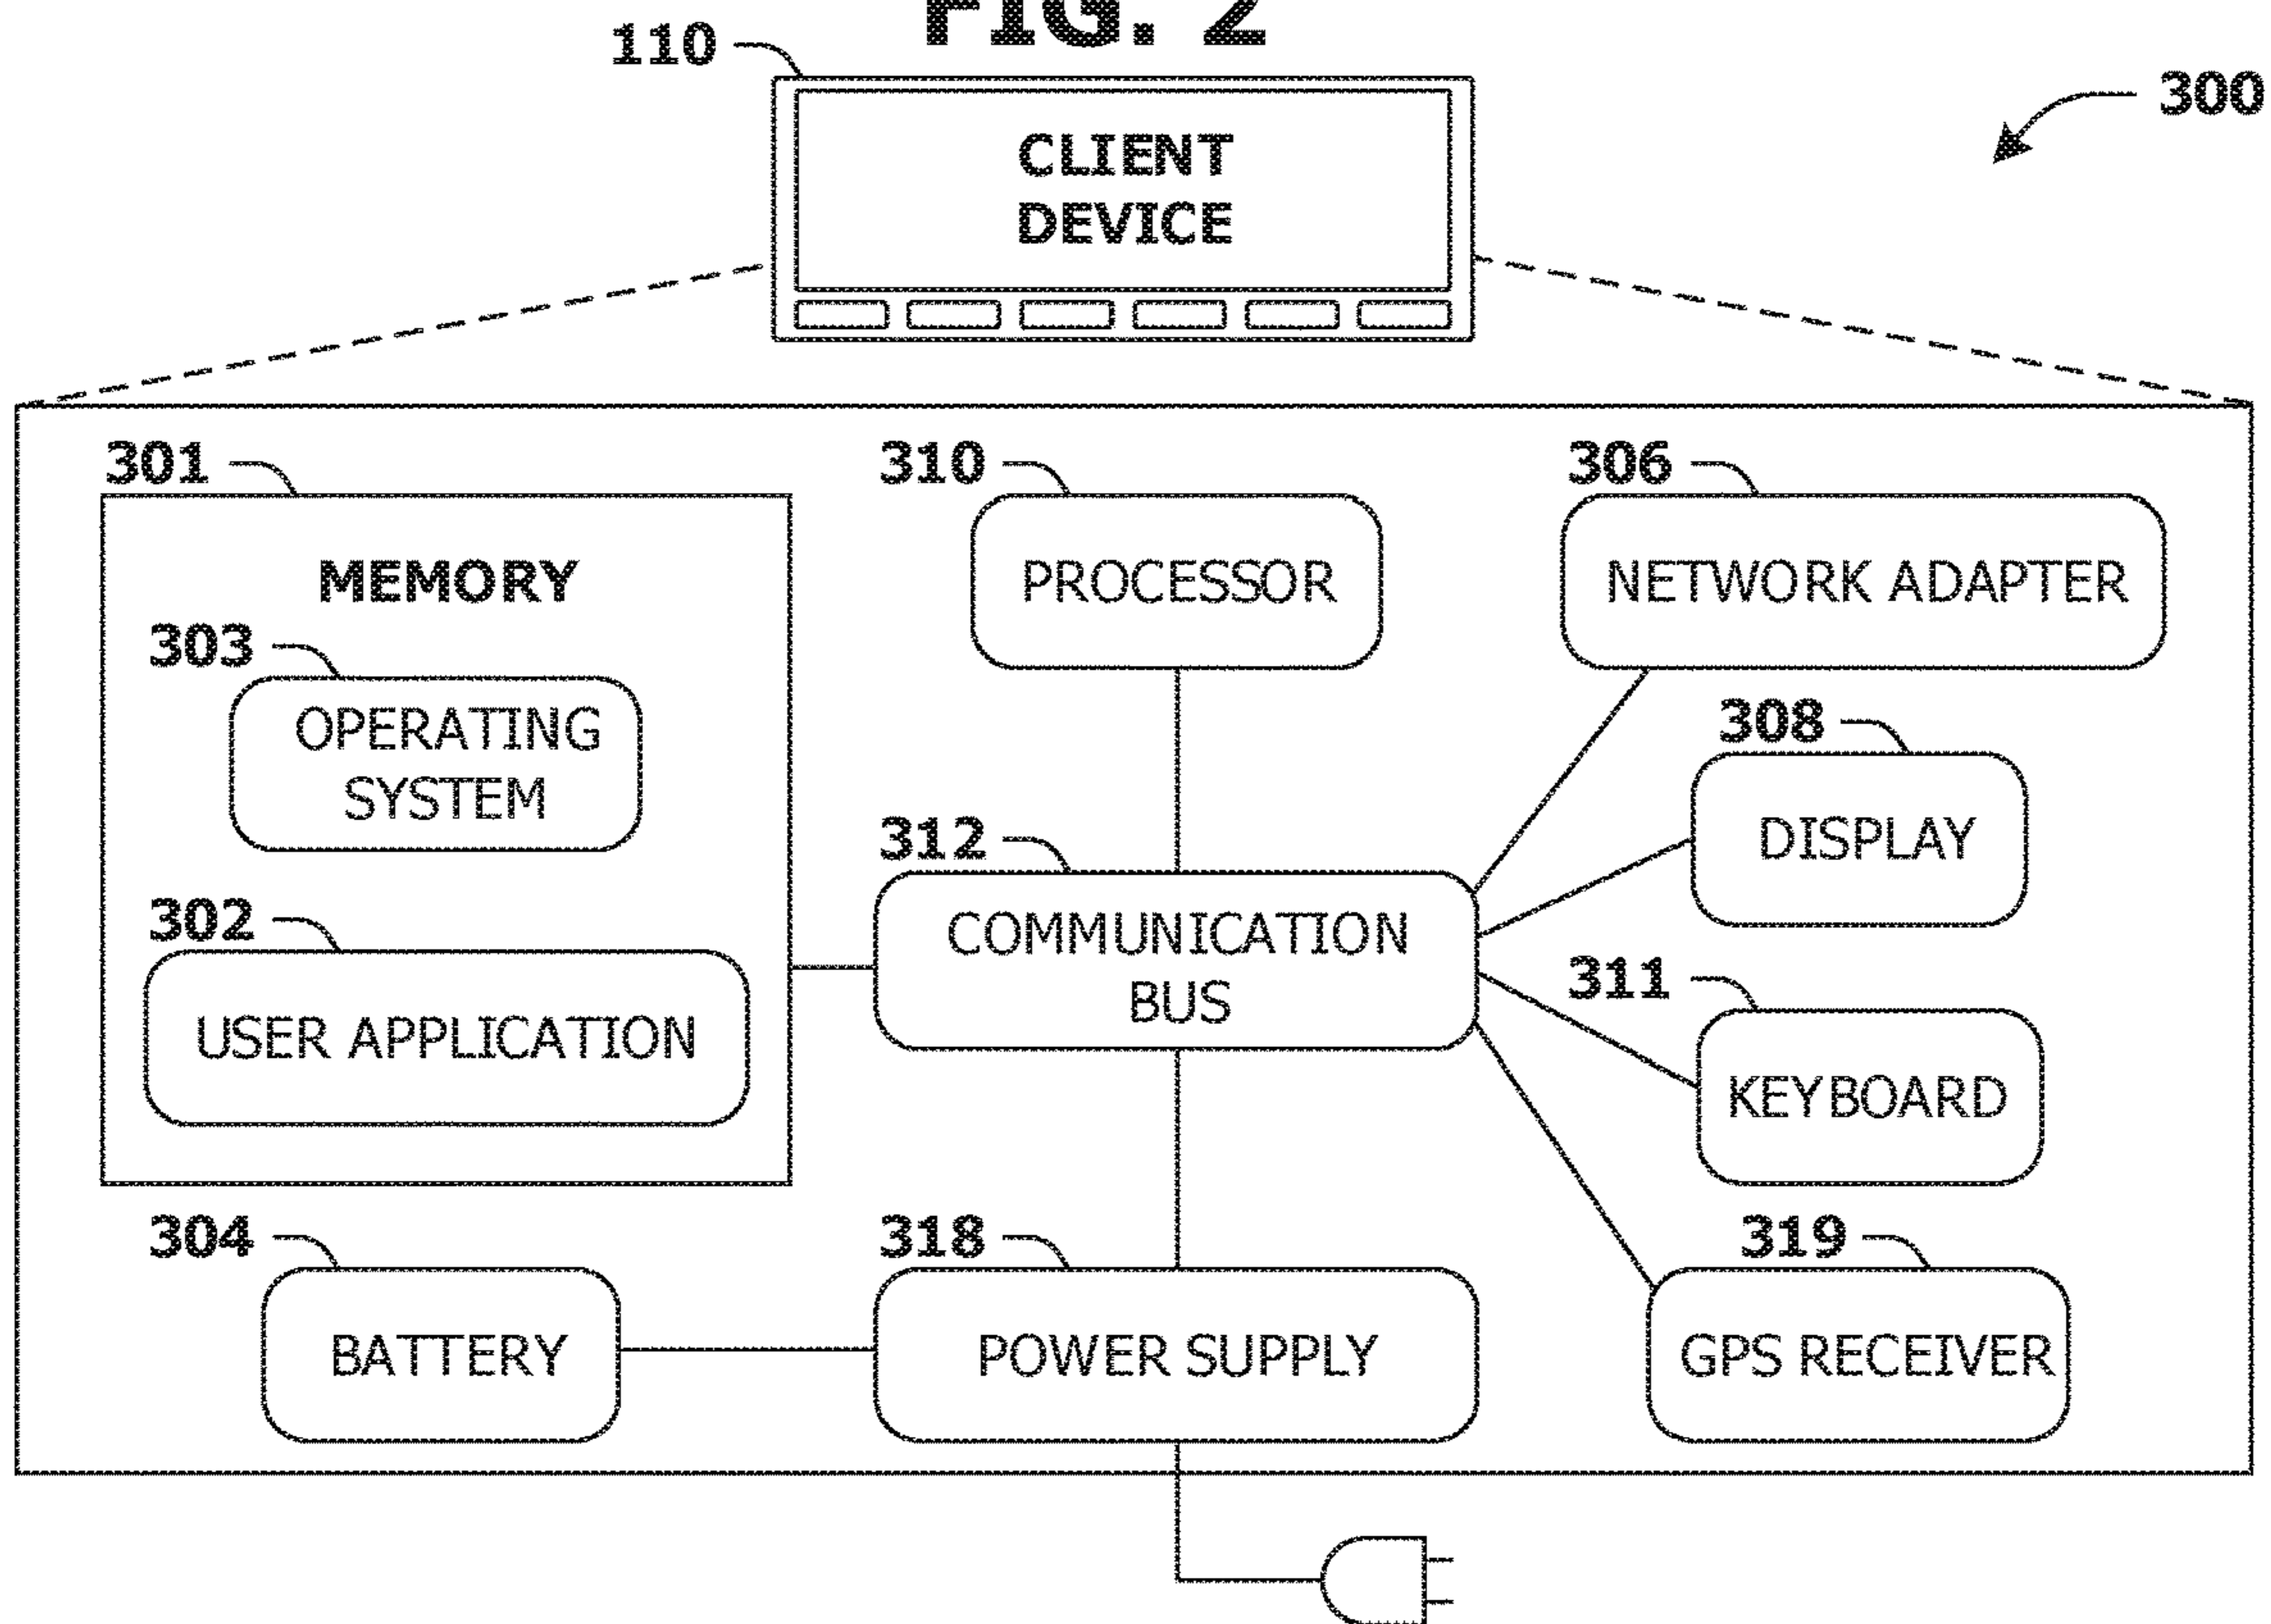 FIG. 2
110
300
CLIENT
DEVICE
301
310
306
MEMORY
PROCESSOR
NETWORK ADAPTER
303
OPERATING
SYSTEM
308
DISPLAY
312
COMMUNICATION
BUS
302
USER APPLICATION
311
KEYBOARD
304
318
319
BATTERY
POWER SUPPLY
GPS RECEIVER